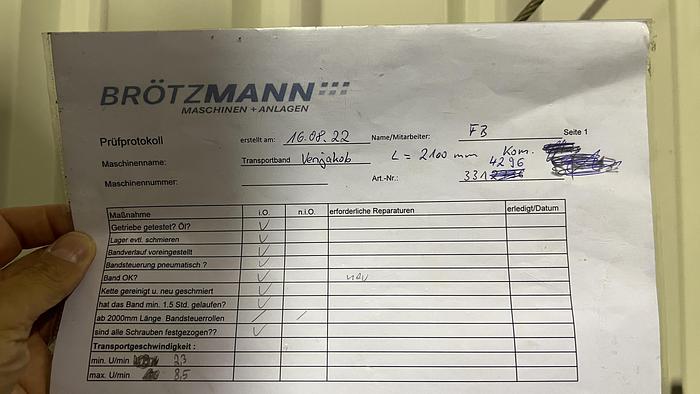 BRÖTZMANN
MASCHINEN + ANLAGEN
Prüfprotokoll erstellt am: 16.08.22 Name/Mitarbeiter: FB Seite 1
Maschinenname: Transportband Venjakob L = 2100 mm Kom.
4296
Maschinennummer: Art.-Nr.: 331
Maßnahme i.O. n.i.O. erforderliche Reparaturen erledigt/Datum
Getriebe getestet? Öl? ✓
Lager evtl. schmieren ✓
Bandverlauf voreingestellt ✓
Bandsteuerung pneumatisch ? ✓
Band OK? ✓ neu
Kette gereinigt u. neu geschmiert ✓
hat das Band min. 1.5 Std. gelaufen? ✓
ab 2000mm Länge Bandsteuerrollen / /
sind alle Schrauben festgezogen?? ✓
Transportgeschwindigkeit :
min. U/min 2,3
max. U/min 8,5